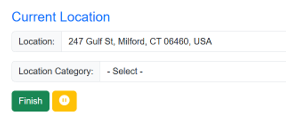 Current Location
Location: 247 Gulf St, Milford, CT 06460, USA
Location Category: - Select -
Finish